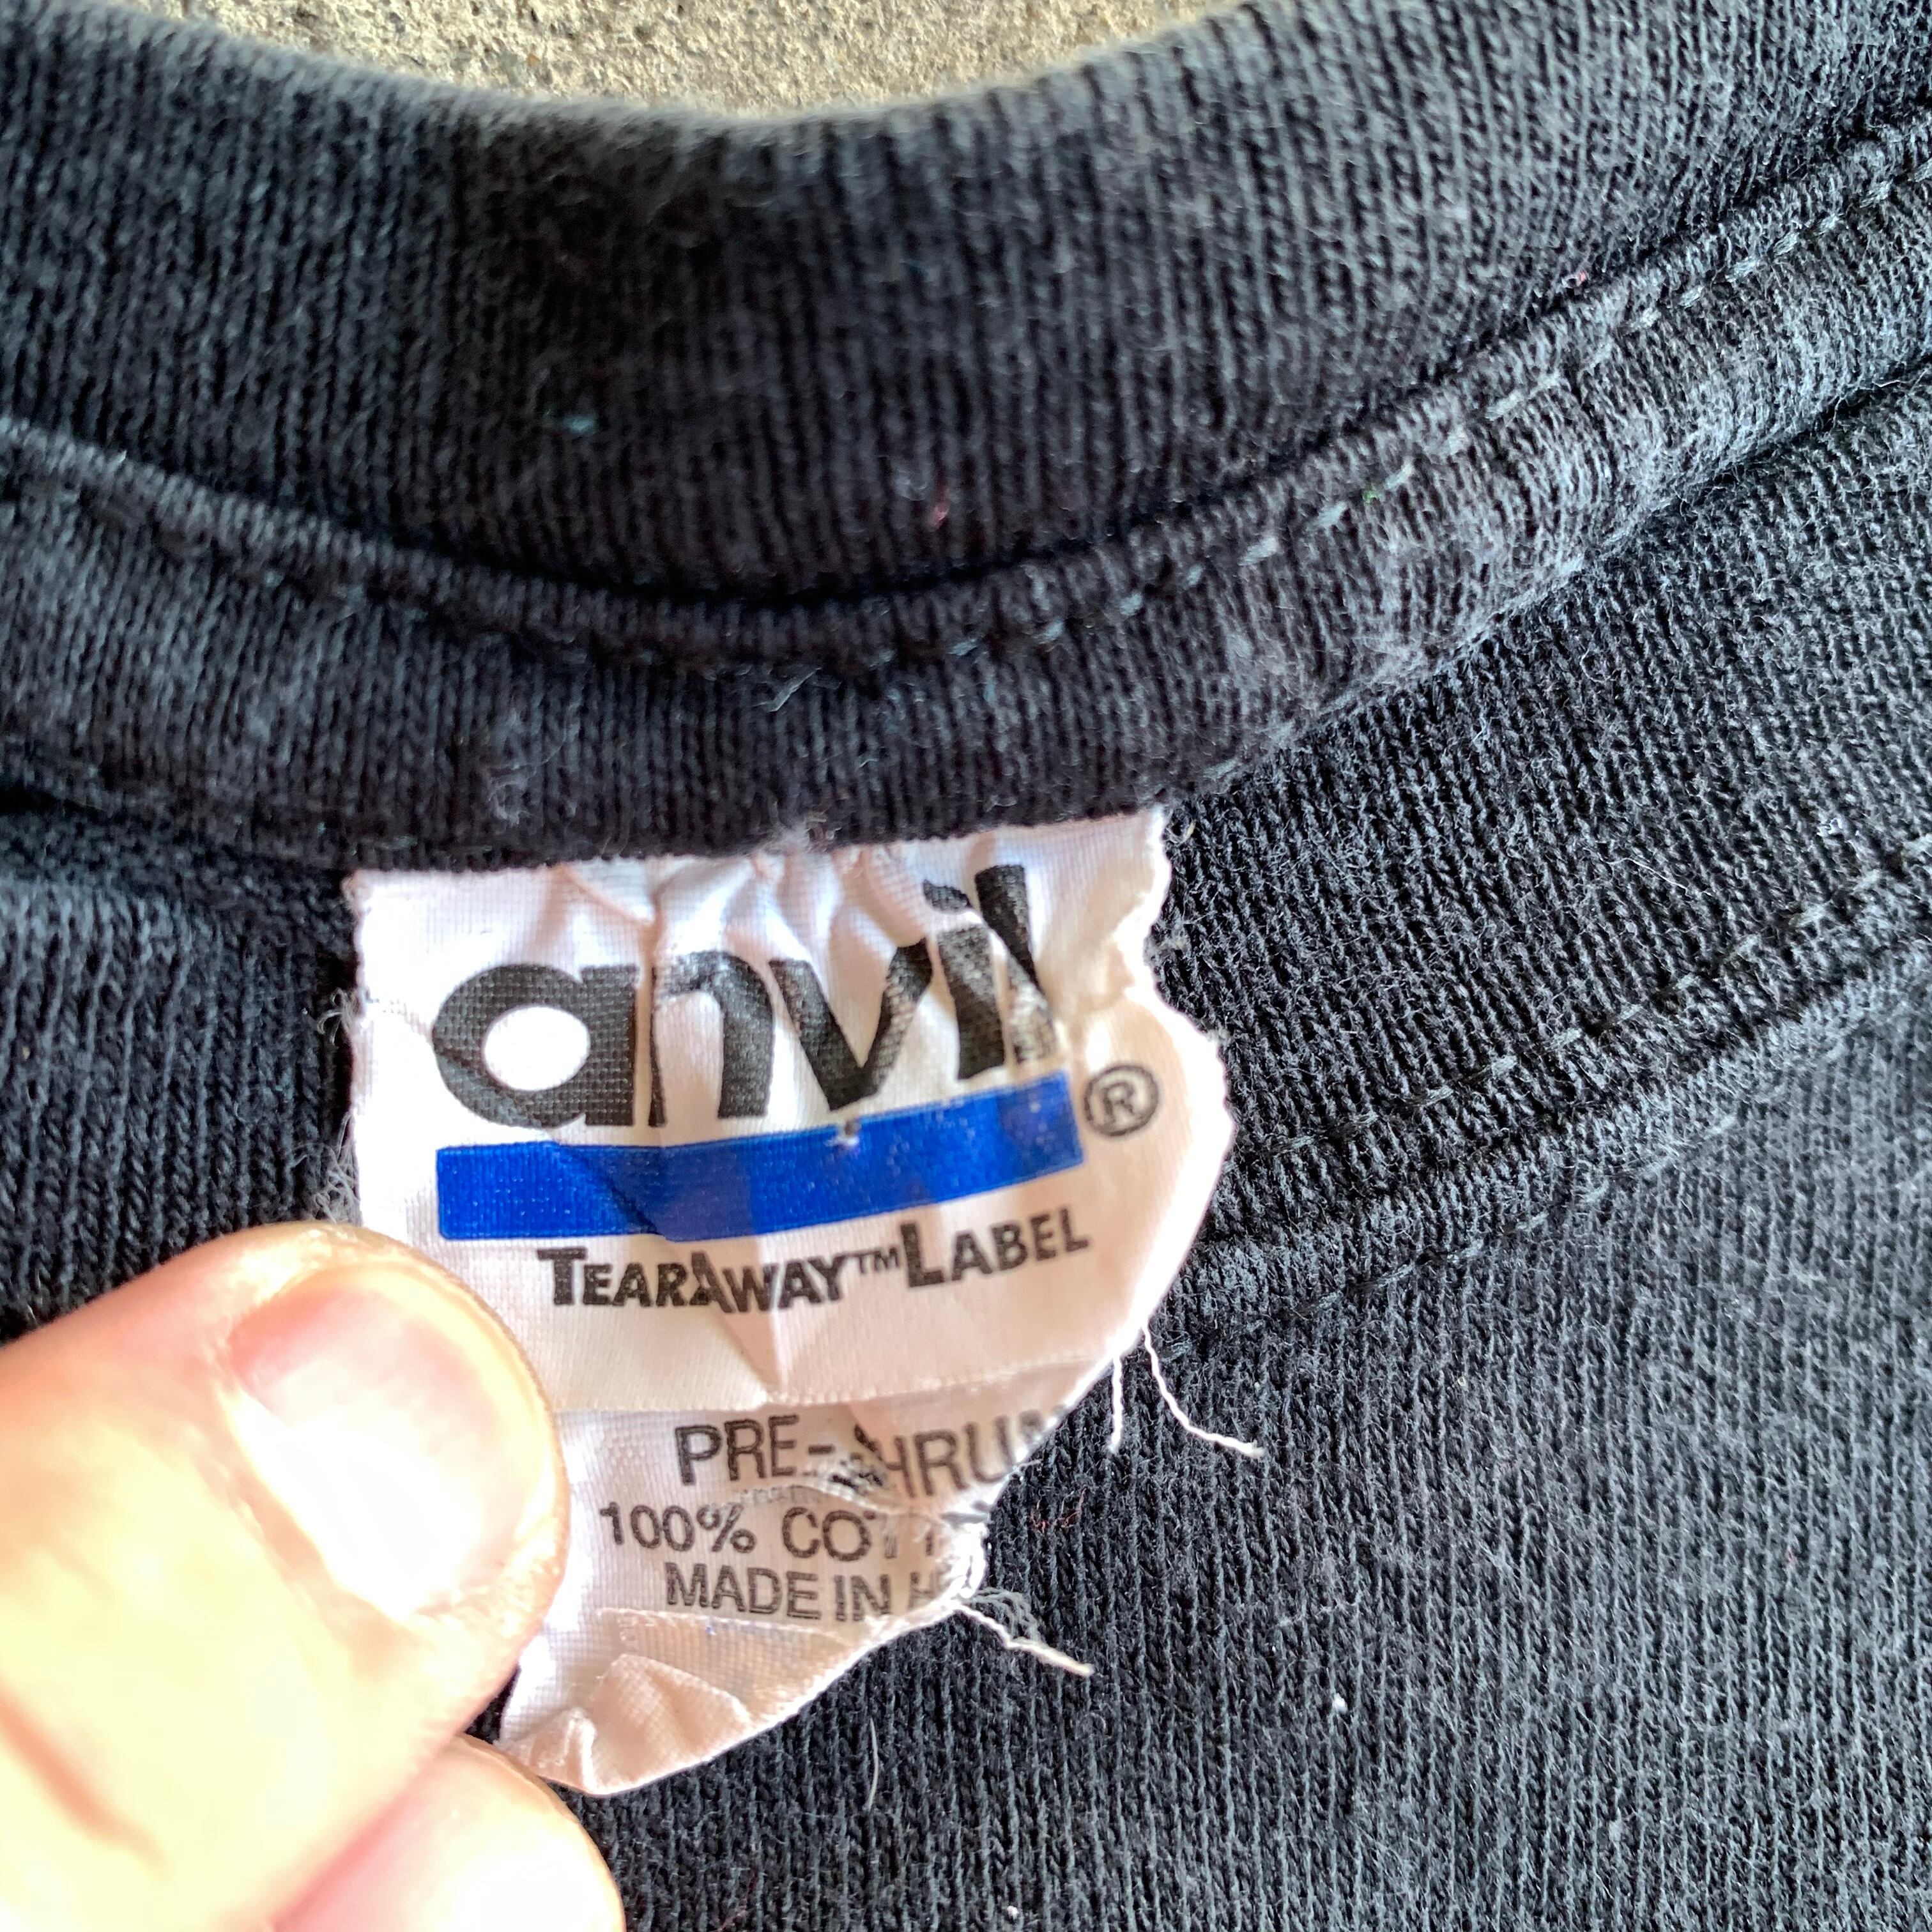 anvil®
TEARAWAY™ LABEL
PRE-
100%
MADE IN